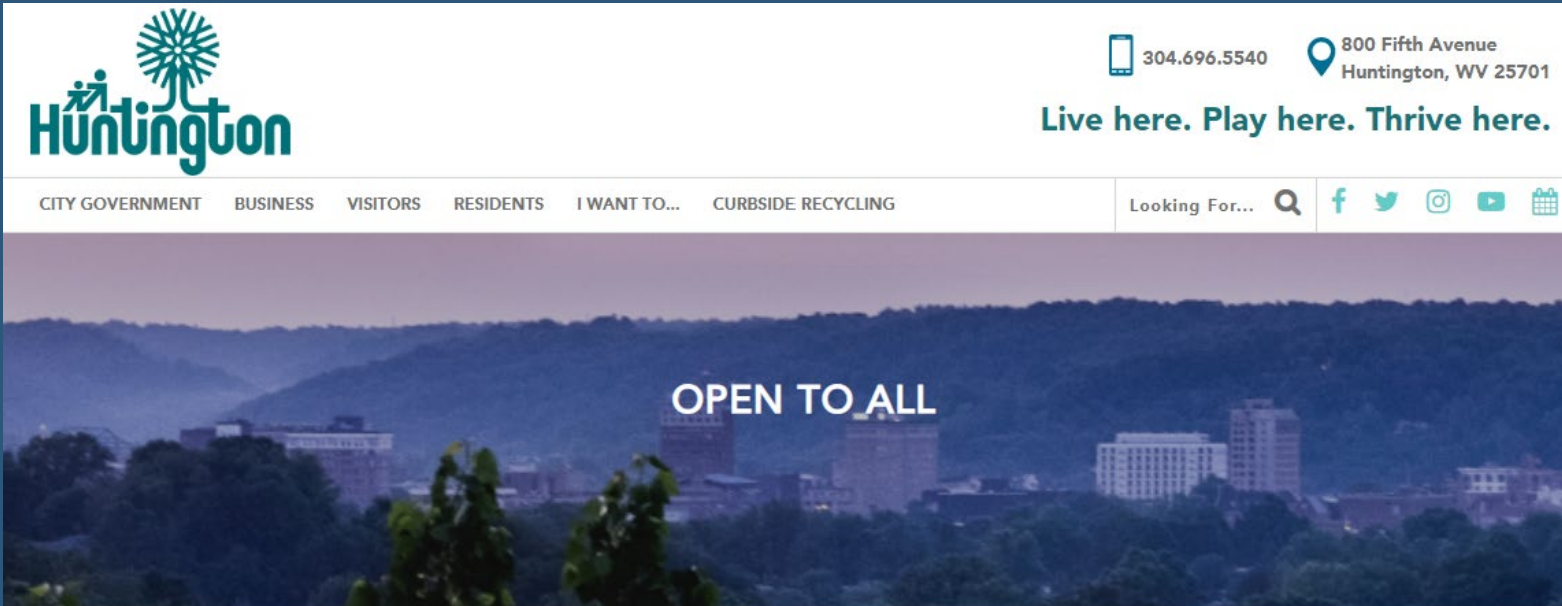 Huntington
304.696.5540
800 Fifth Avenue
Huntington, WV 25701
Live here. Play here. Thrive here.
CITY GOVERNMENT BUSINESS VISITORS RESIDENTS I WANT TO... CURBSIDE RECYCLING Looking For...
OPEN TO ALL